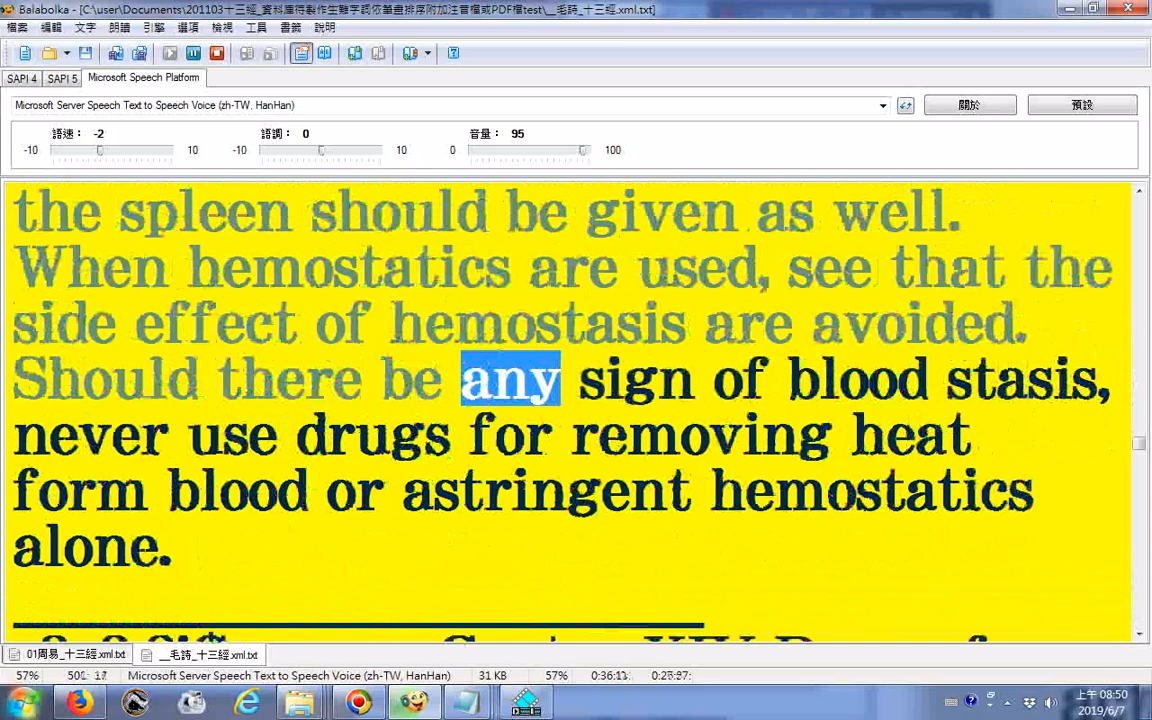 Balabolka - [C:\user\Documents\201103十三經_資料庫待製作生難字詞依筆畫排序附加注音檔或PDF檔test\__毛詩_十三經.xml.txt]
檔案 編輯 文字 朗讀 引擎 選項 檢視 工具 書籤 說明
SAPI 4 SAPI 5 Microsoft Speech Platform
Microsoft Server Speech Text to Speech Voice (zh-TW, HanHan) 關於 預設
語速： -2 語調： 0 音量： 95
-10 10 -10 10 0 100
the spleen should be given as well.
When hemostatics are used, see that the
side effect of hemostasis are avoided.
Should there be any sign of blood stasis,
never use drugs for removing heat
form blood or astringent hemostatics
alone.
01周易_十三經.xml.txt __毛詩_十三經.xml.txt
57% 501: 17 Microsoft Server Speech Text to Speech Voice (zh-TW, HanHan) 31 KB 57% 0:36:11
上午 08:50
2019/6/7